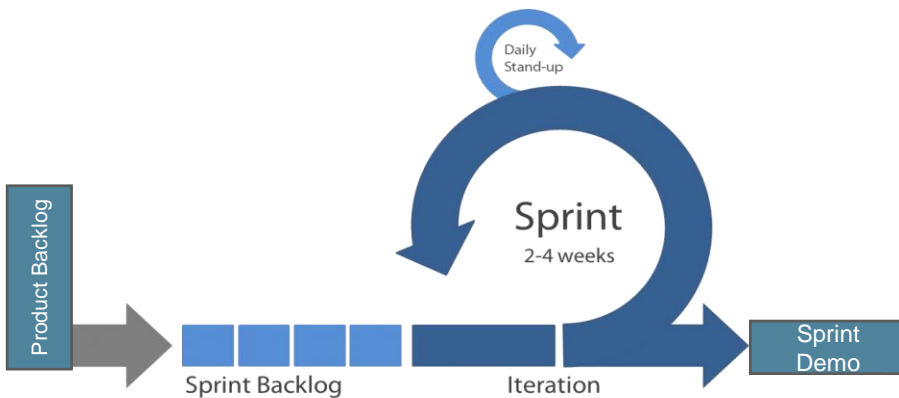 Daily
Stand-up
Sprint
2-4 weeks
Product Backlog
Sprint Backlog
Iteration
Sprint
Demo